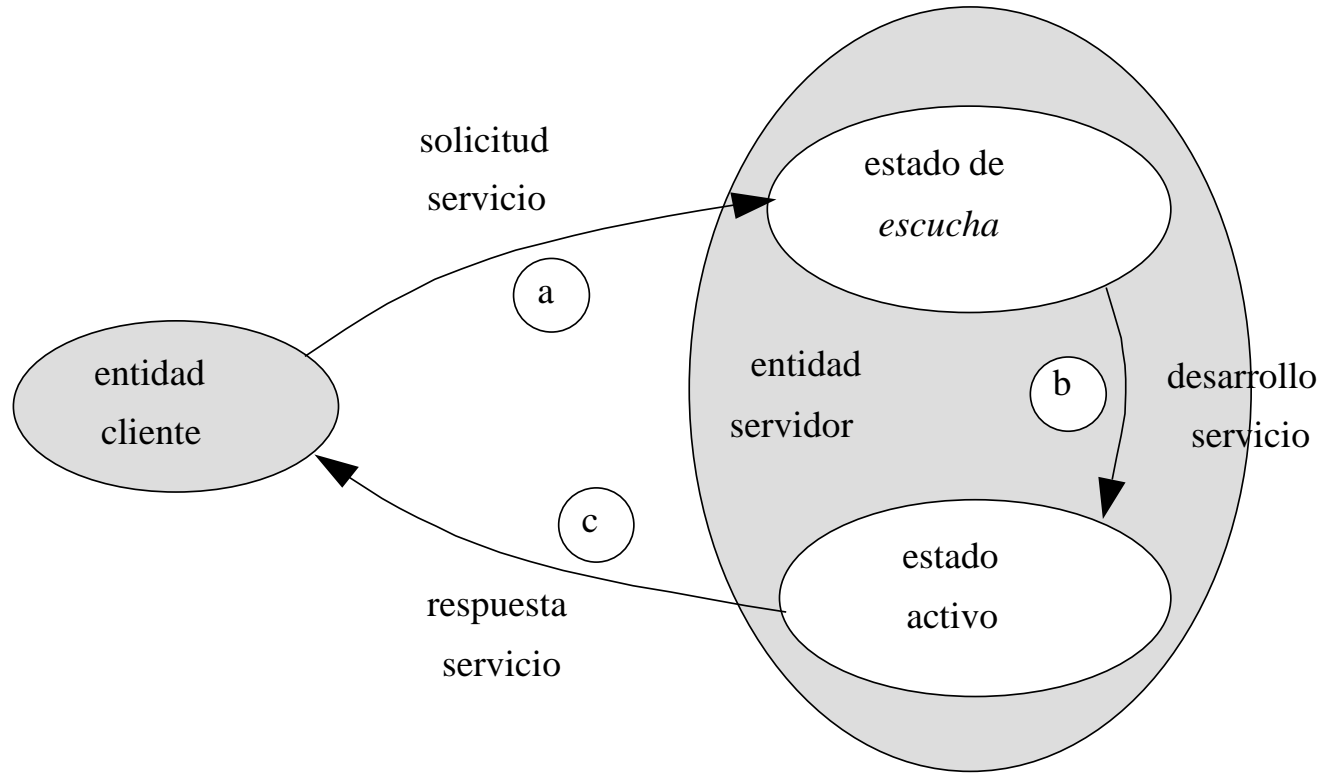 solicitud
servicio
a
estado de
escucha
entidad
cliente
entidad
servidor
b
desarrollo
servicio
c
respuesta
servicio
estado
activo